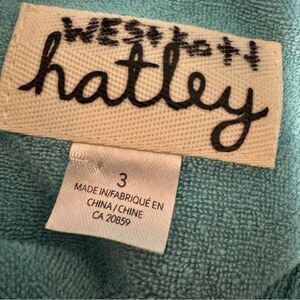 hatley
3
MADE IN/FABRIQUÉ EN
CHINA/CHINE
CA 20859